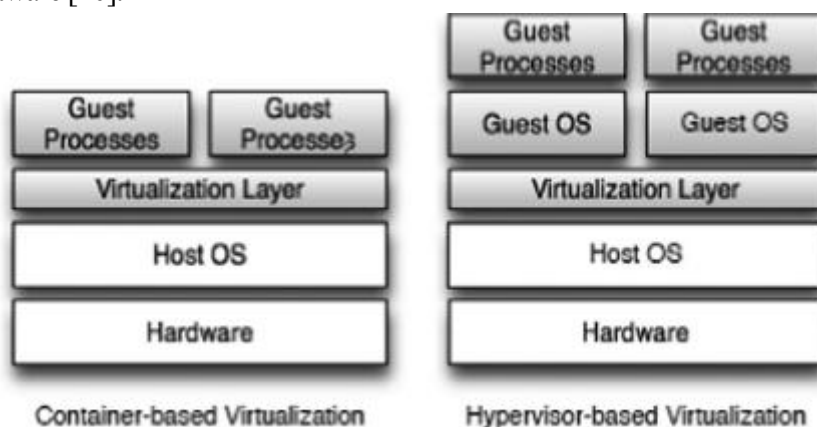 Guest
Processes
Guest
Processes
Virtualization Layer
Host OS
Hardware
Container-based Virtualization
Guest
Processes
Guest
Processes
Guest OS
Guest OS
Virtualization Layer
Host OS
Hardware
Hypervisor-based Virtualization